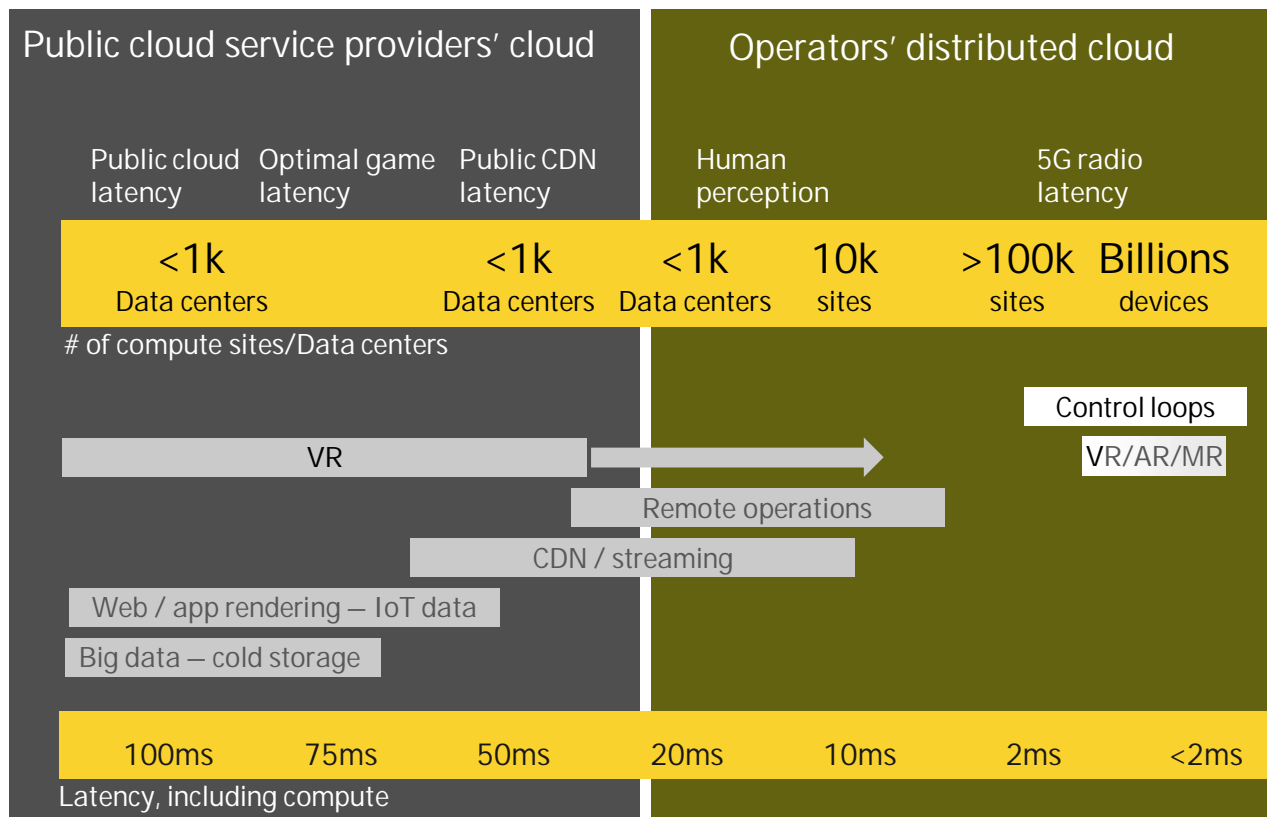 Public cloud service providers' cloud
Operators' distributed cloud
Public cloud
latency
Optimal game
latency
Public CDN
latency
Human
perception
5G radio
latency
<1k
Data centers
<1k
Data centers
<1k
Data centers
10k
sites
>100k
sites
Billions
devices
# of compute sites/Data centers
Control loops
VR
VR/AR/MR
Remote operations
CDN / streaming
Web / app rendering – IoT data
Big data – cold storage
100ms
75ms
50ms
20ms
10ms
2ms
<2ms
Latency, including compute